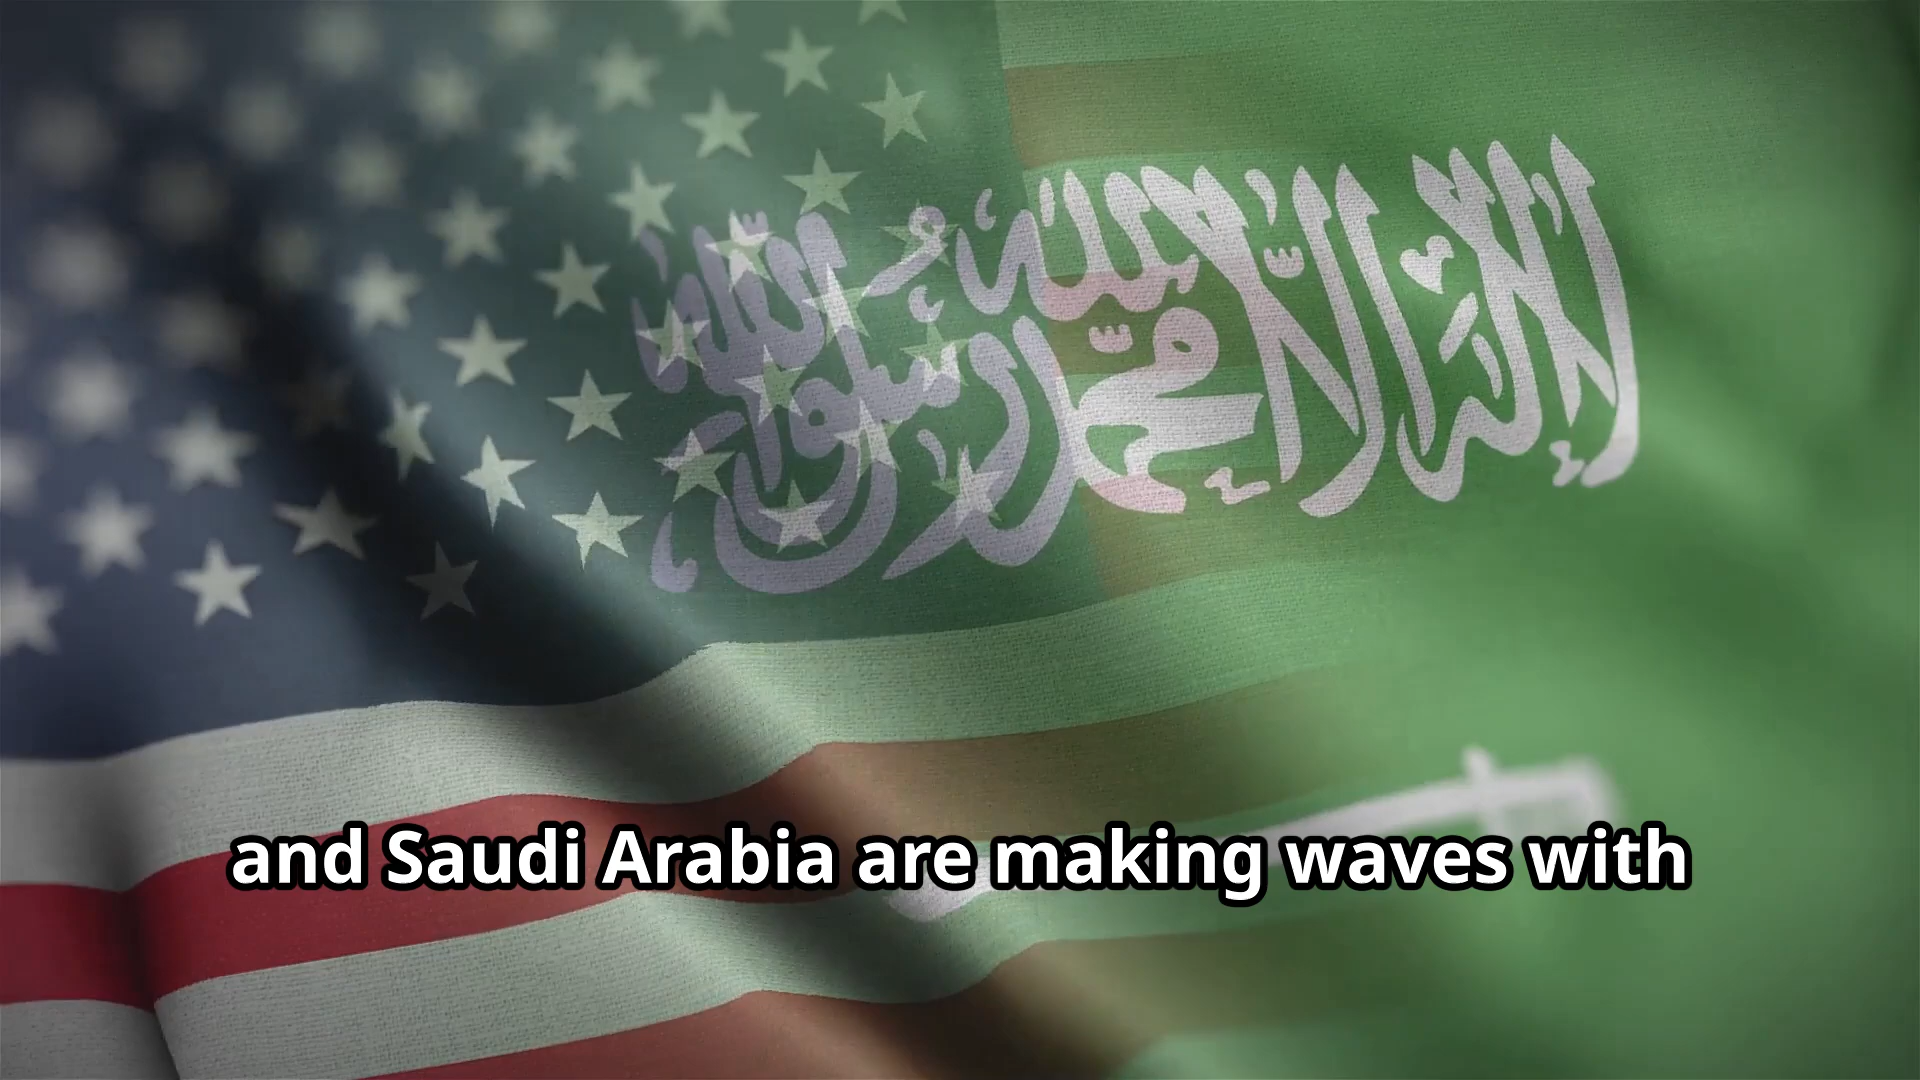 لا إله إلا الله محمد رسول الله
and Saudi Arabia are making waves with